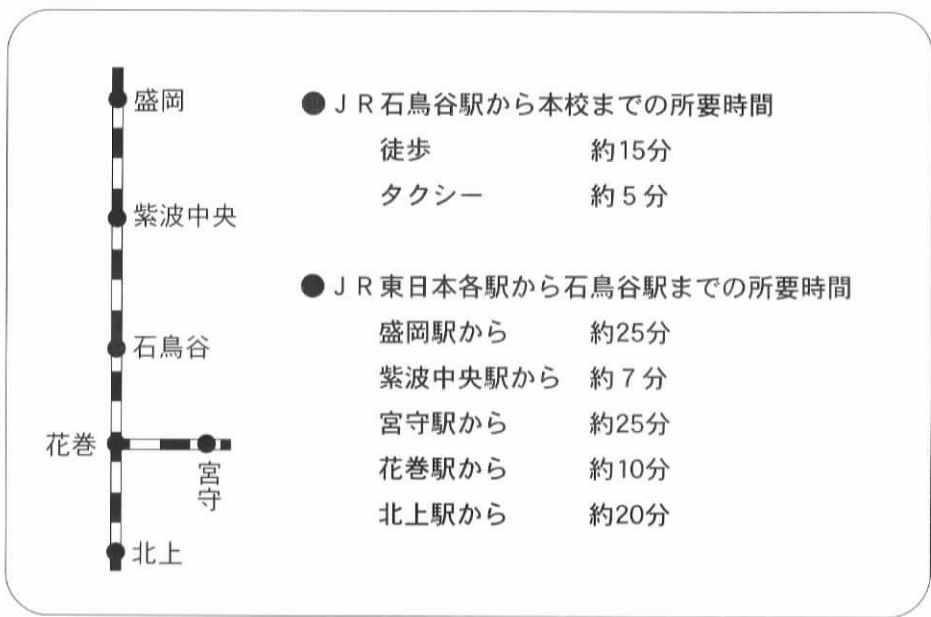 盛岡
紫波中央
石鳥谷
花巻
宮守
北上
●JR石鳥谷駅から本校までの所要時間
徒歩 約15分
タクシー 約5分
●JR東日本各駅から石鳥谷駅までの所要時間
盛岡駅から 約25分
紫波中央駅から 約7分
宮守駅から 約25分
花巻駅から 約10分
北上駅から 約20分